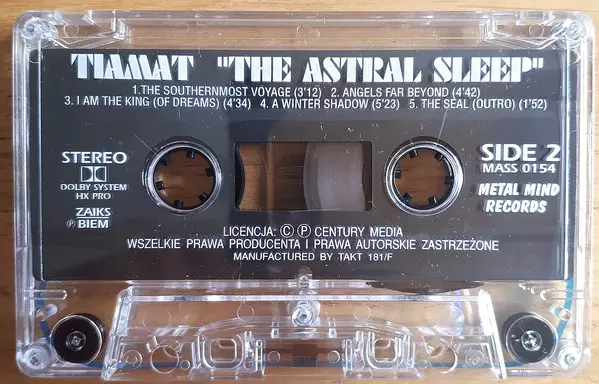 TIAMAT "THE ASTRAL SLEEP"
1.THE SOUTHERNMOST VOYAGE (3'12) 2. ANGELS FAR BEYOND (4'42)
3. I AM THE KING (OF DREAMS) (4'34) 4. A WINTER SHADOW (5'23) 5. THE SEAL (OUTRO) (1'52)
STEREO
DOLBY SYSTEM
HX PRO
ZAIKS
Ⓟ BIEM
SIDE 2
MASS 0154
METAL MIND
RECORDS
LICENCJA: Ⓒ Ⓟ CENTURY MEDIA
WSZELKIE PRAWA PRODUCENTA I PRAWA AUTORSKIE ZASTRZEŻONE
MANUFACTURED BY TAKT 181/F